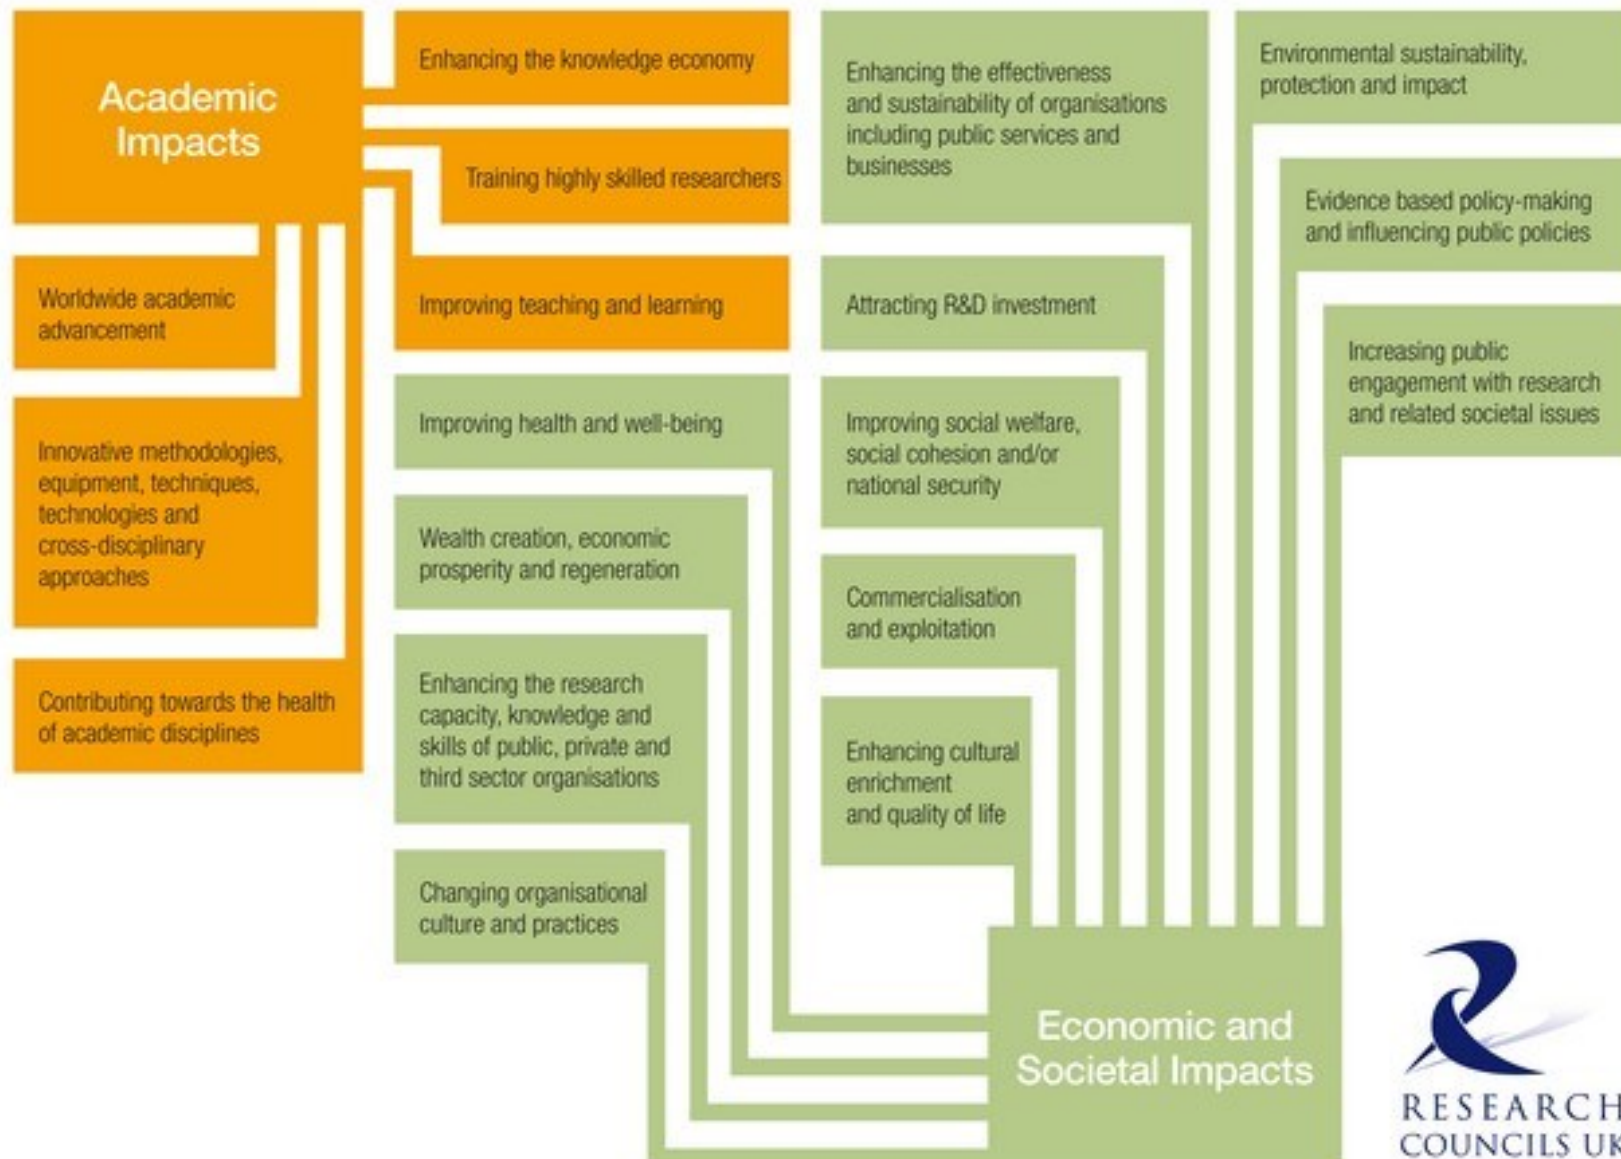 Academic
Impacts
Enhancing the knowledge economy
Training highly skilled researchers
Improving teaching and learning
Worldwide academic
advancement
Innovative methodologies,
equipment, techniques,
technologies and
cross-disciplinary
approaches
Contributing towards the health
of academic disciplines
Improving health and well-being
Wealth creation, economic
prosperity and regeneration
Enhancing the research
capacity, knowledge and
skills of public, private and
third sector organisations
Changing organisational
culture and practices
Enhancing the effectiveness
and sustainability of organisations
including public services and
businesses
Attracting R&D investment
Improving social welfare,
social cohesion and/or
national security
Commercialisation
and exploitation
Enhancing cultural
enrichment
and quality of life
Environmental sustainability,
protection and impact
Evidence based policy-making
and influencing public policies
Increasing public
engagement with research
and related societal issues
Economic and
Societal Impacts
RESEARCH
COUNCILS UK